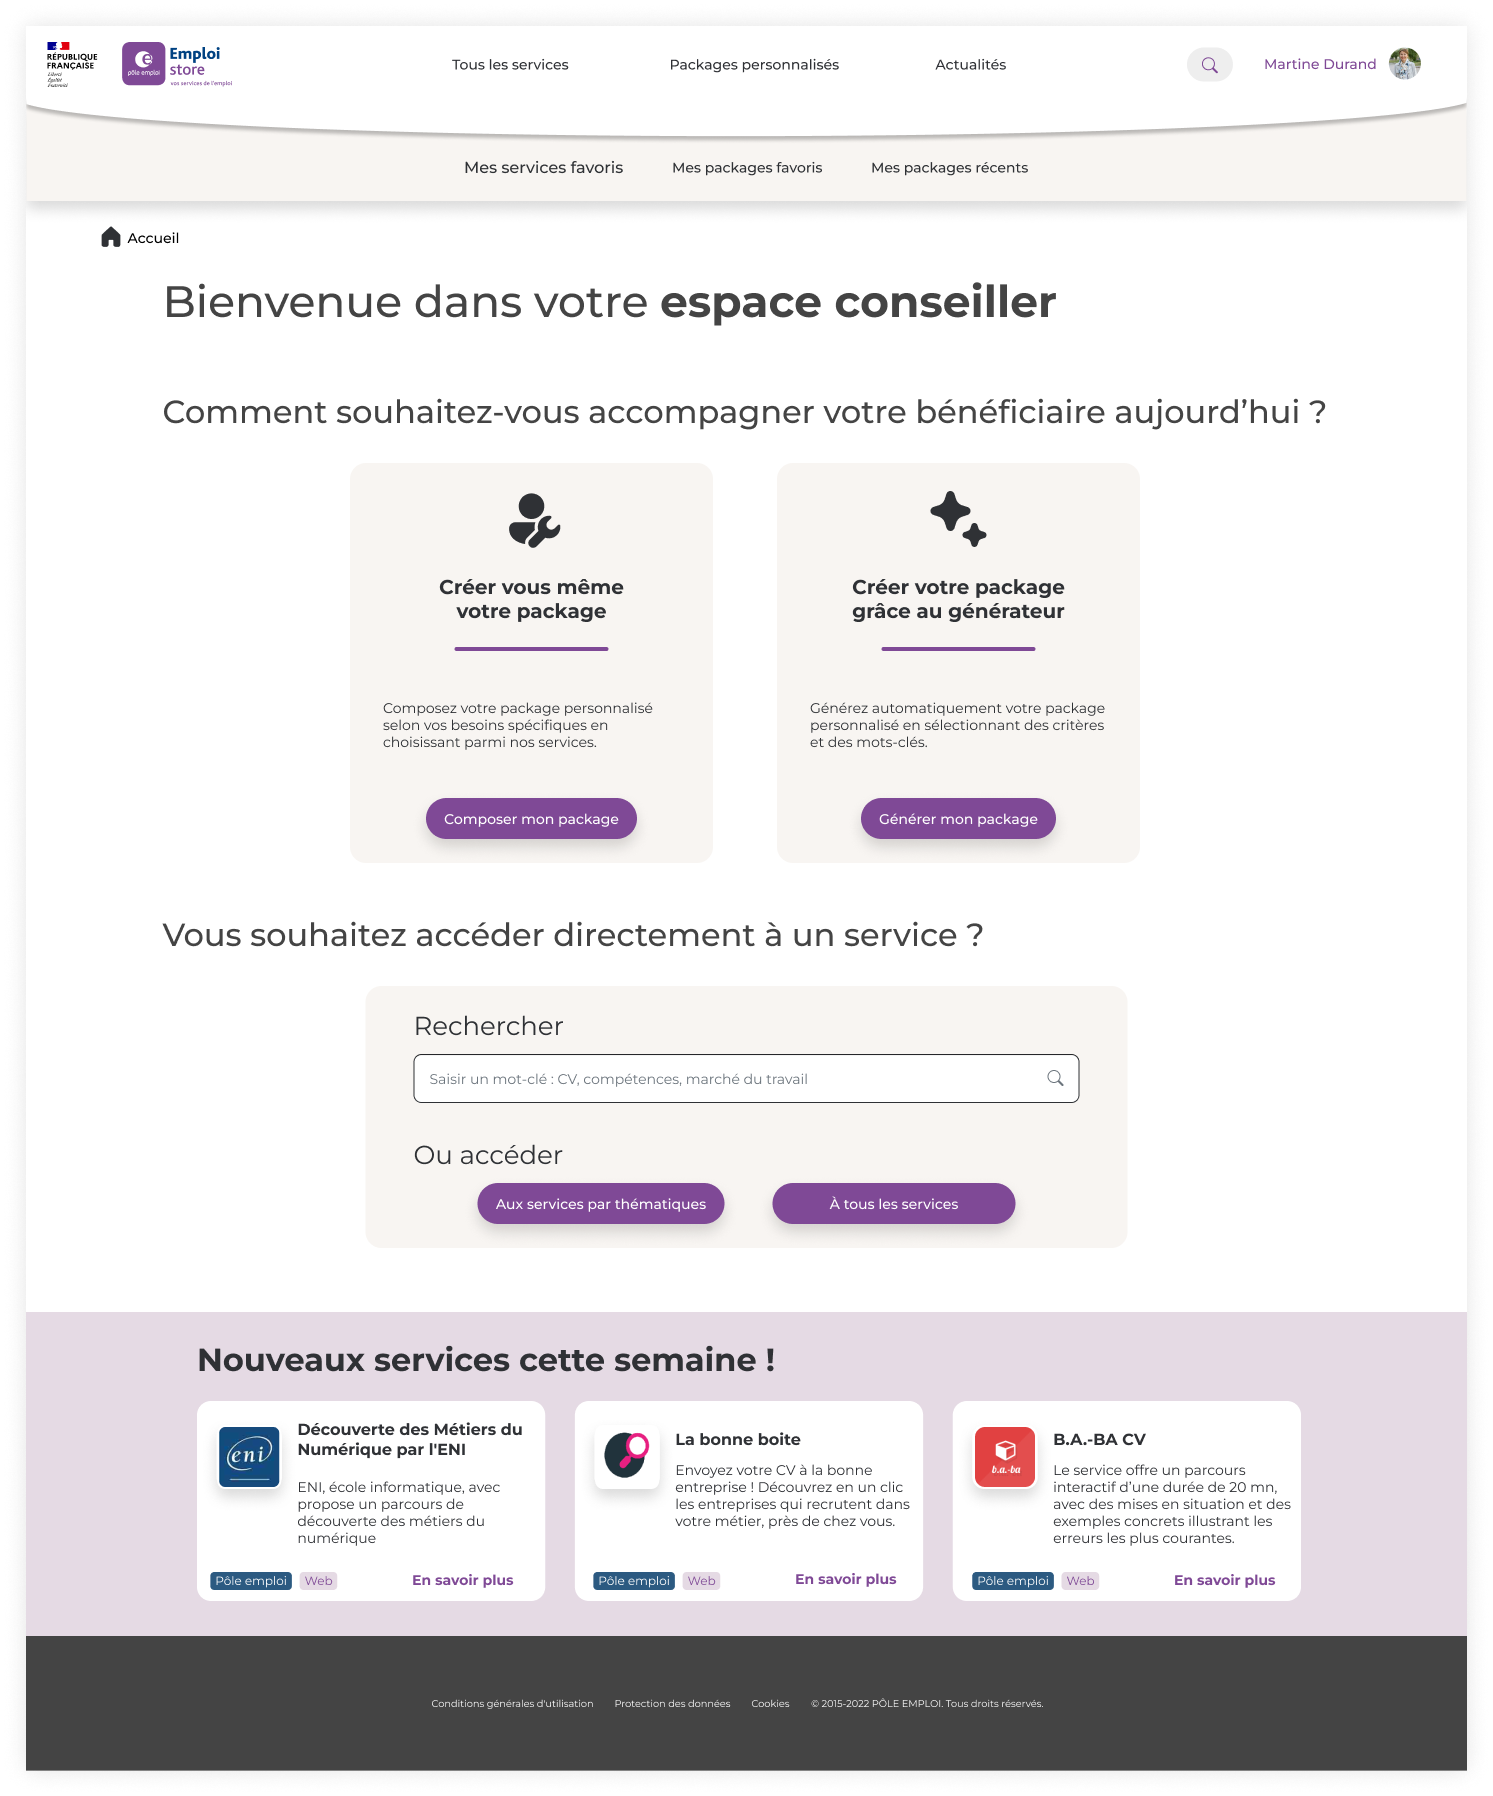 RÉPUBLIQUE
FRANÇAISE
Liberté
Égalité
Fraternité
pôle emploi
Emploi
store
vos services de l'emploi
Tous les services
Packages personnalisés
Actualités
Martine Durand
Mes services favoris
Mes packages favoris
Mes packages récents
Accueil
Bienvenue dans votre espace conseiller
Comment souhaitez-vous accompagner votre bénéficiaire aujourd’hui ?
Créer vous même
votre package
Composez votre package personnalisé
selon vos besoins spécifiques en
choisissant parmi nos services.
Composer mon package
Créer votre package
grâce au générateur
Générez automatiquement votre package
personnalisé en sélectionnant des critères
et des mots-clés.
Générer mon package
Vous souhaitez accéder directement à un service ?
Rechercher
Saisir un mot-clé : CV, compétences, marché du travail
Ou accéder
Aux services par thématiques
À tous les services
Nouveaux services cette semaine !
eni
Découverte des Métiers du
Numérique par l'ENI
ENI, école informatique, avec
propose un parcours de
découverte des métiers du
numérique
Pôle emploi
Web
En savoir plus
La bonne boite
Envoyez votre CV à la bonne
entreprise ! Découvrez en un clic
les entreprises qui recrutent dans
votre métier, près de chez vous.
Pôle emploi
Web
En savoir plus
b.a.-ba
B.A.-BA CV
Le service offre un parcours
interactif d’une durée de 20 mn,
avec des mises en situation et des
exemples concrets illustrant les
erreurs les plus courantes.
Pôle emploi
Web
En savoir plus
Conditions générales d'utilisation
Protection des données
Cookies
© 2015-2022 PÔLE EMPLOI. Tous droits réservés.